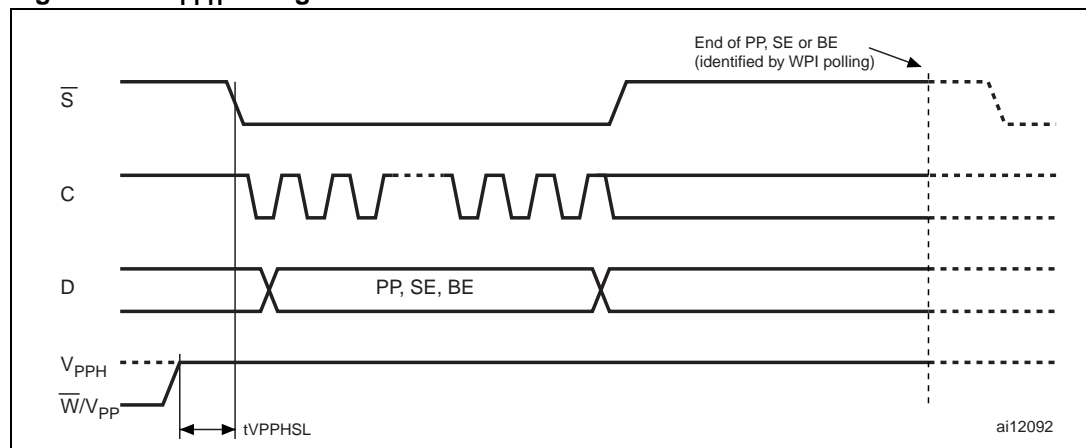 End of PP, SE or BE
(identified by WPI polling)
S̅
C
D
PP, SE, BE
VPPH
W̅/VPP
tVPPHSL
ai12092